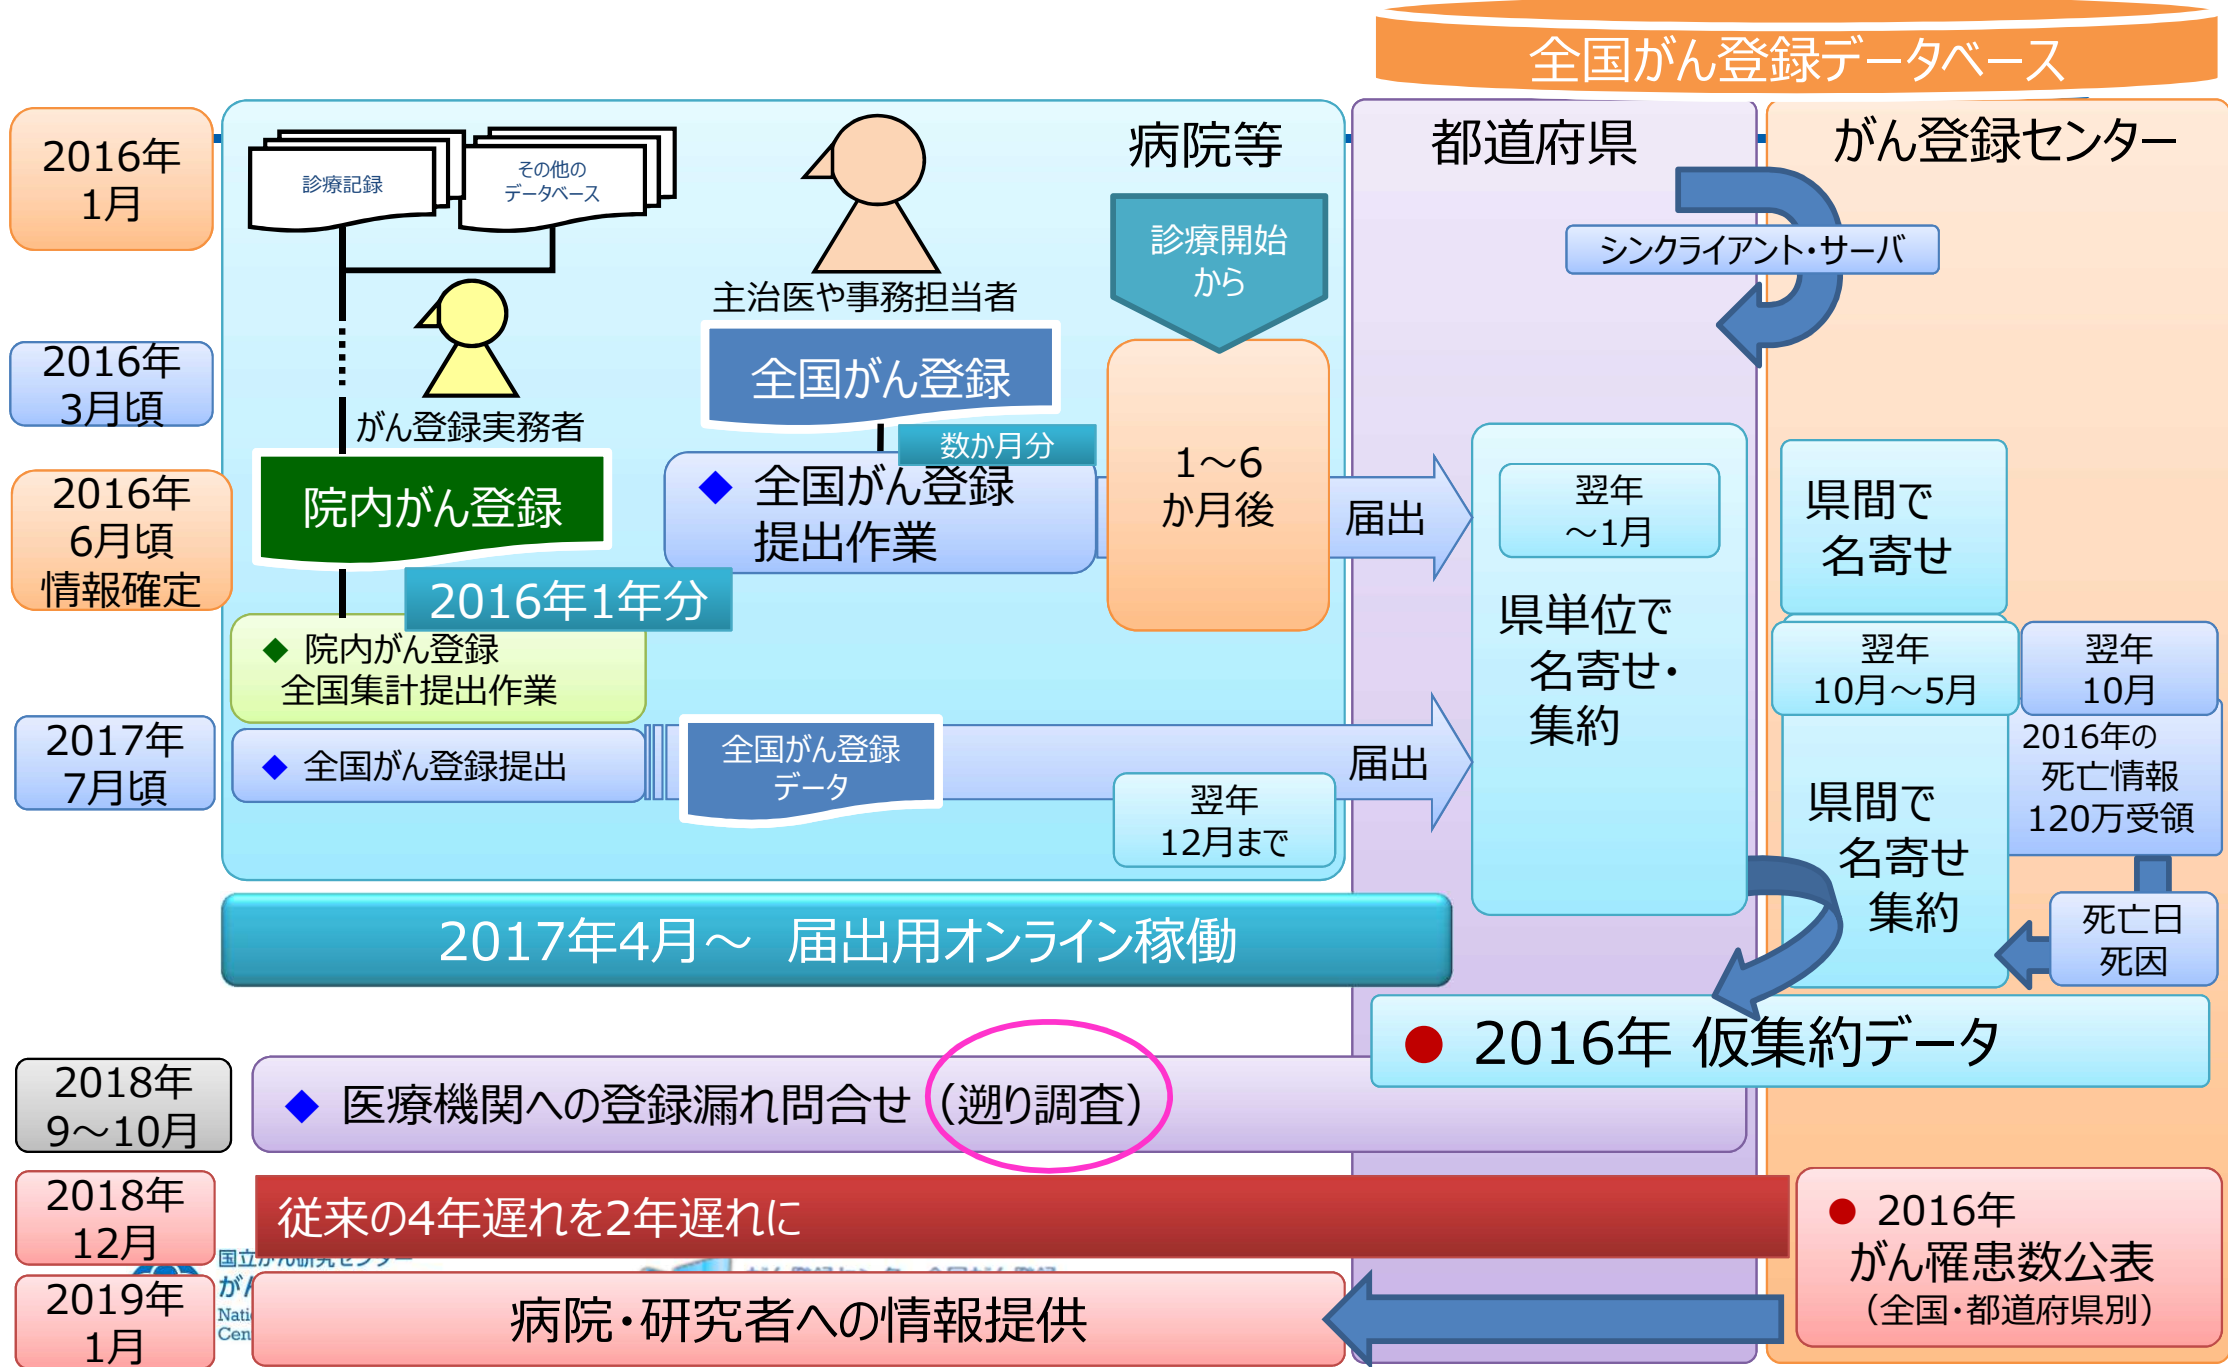 全国がん登録データベース
2016年
1月
診療記録
その他の
データベース
病院等
都道府県
がん登録センター
診療開始
から
シンクライアント・サーバ
主治医や事務担当者
2016年
3月頃
全国がん登録
がん登録実務者
数か月分
2016年
6月頃
情報確定
院内がん登録
◆ 全国がん登録
提出作業
1～6
か月後
届出
翌年
～1月
県間で
名寄せ
2016年1年分
◆ 院内がん登録
全国集計提出作業
県単位で
名寄せ・
集約
翌年
10月～5月
翌年
10月
2017年
7月頃
◆ 全国がん登録提出
全国がん登録
データ
届出
翌年
12月まで
県間で
名寄せ
集約
2016年の
死亡情報
120万受領
死亡日
死因
2017年4月～ 届出用オンライン稼働
● 2016年 仮集約データ
2018年
9～10月
◆ 医療機関への登録漏れ問合せ（遡り調査）
2018年
12月
従来の4年遅れを2年遅れに
● 2016年
がん罹患数公表
（全国・都道府県別）
国立がん研究センター
2019年
1月
病院・研究者への情報提供